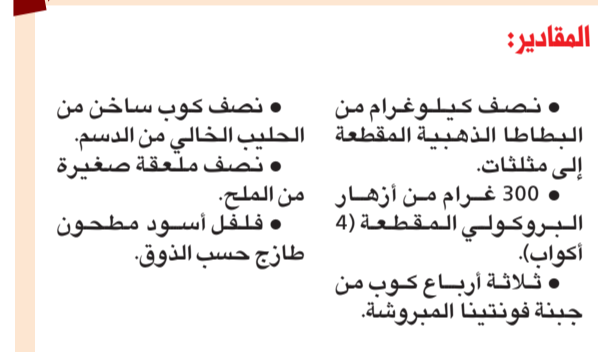 المقادير:
● نصف كيلوغرام من
البطاطا الذهبية المقطعة
إلى مثلثات.
● 300 غرام من أزهار
البروكولي المقطعة (4
أكواب).
● ثلاثة أرباع كوب من
جبنة فونتينا المبروشة.
● نصف كوب ساخن من
الحليب الخالي من الدسم.
● نصف ملعقة صغيرة
من الملح.
● فلفل أسود مطحون
طازج حسب الذوق.